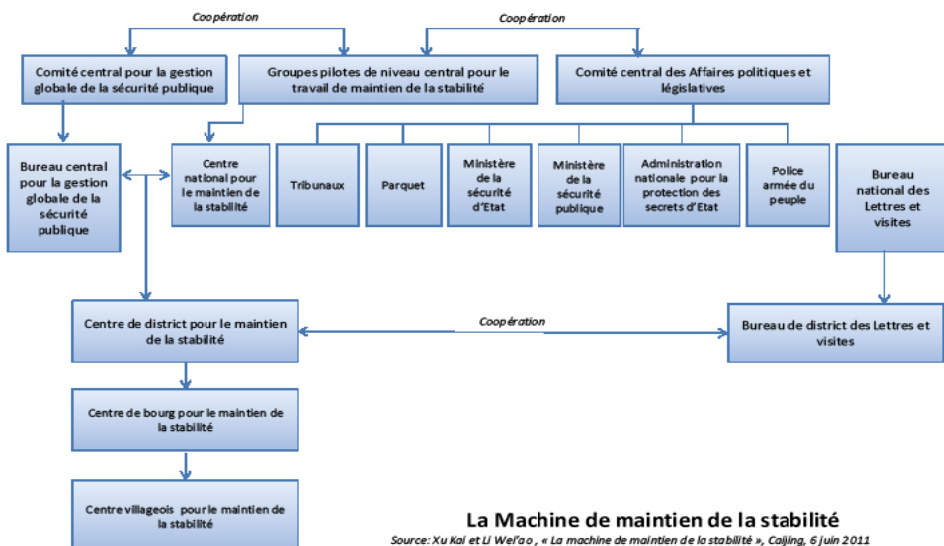 Coopération
Coopération
Comité central pour la gestion
globale de la sécurité publique
Groupes pilotes de niveau central pour le
travail de maintien de la stabilité
Comité central des Affaires politiques et
législatives
Bureau central
pour la gestion
globale de la
sécurité
publique
Centre
national pour
le maintien de
la stabilité
Tribunaux
Parquet
Ministère
de la
sécurité
d'Etat
Ministère
de la
sécurité
publique
Administration
nationale pour la
protection des
secrets d'Etat
Police
armée du
peuple
Bureau
national des
Lettres et
visites
Centre de district pour le maintien
de la stabilité
Coopération
Bureau de district des Lettres et
visites
Centre de bourg pour le maintien de
la stabilité
Centre villageois pour le maintien de
la stabilité
La Machine de maintien de la stabilité
Source: Xu Kai et Li Wei'ao , « La machine de maintien de la stabilité », Caijing, 6 juin 2011